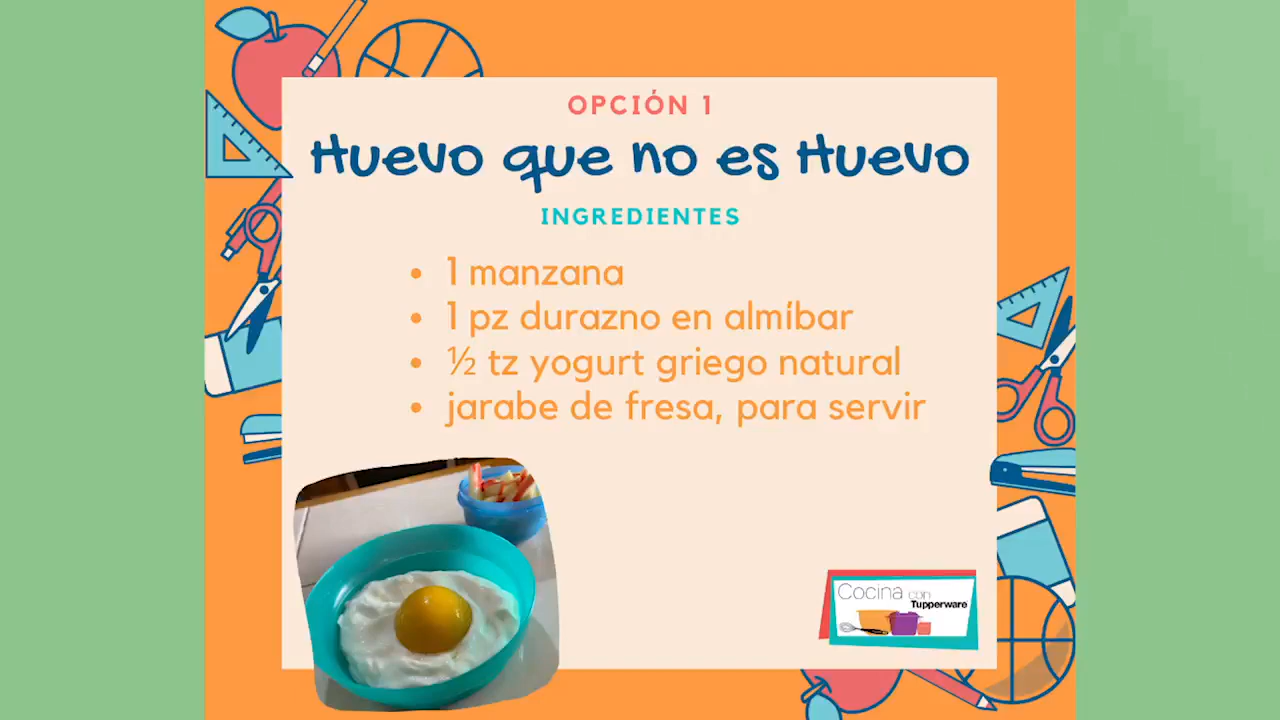 OPCIÓN 1
Huevo que no es Huevo
INGREDIENTES
• 1 manzana
• 1 pz durazno en almíbar
• ½ tz yogurt griego natural
• jarabe de fresa, para servir
Cocina con
Tupperware